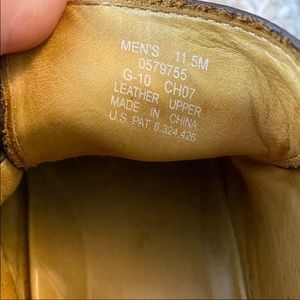 MEN'S 11.5M
0579755
G-10 CH07
LEATHER UPPER
MADE IN CHINA
U.S. PAT. 6,324,426